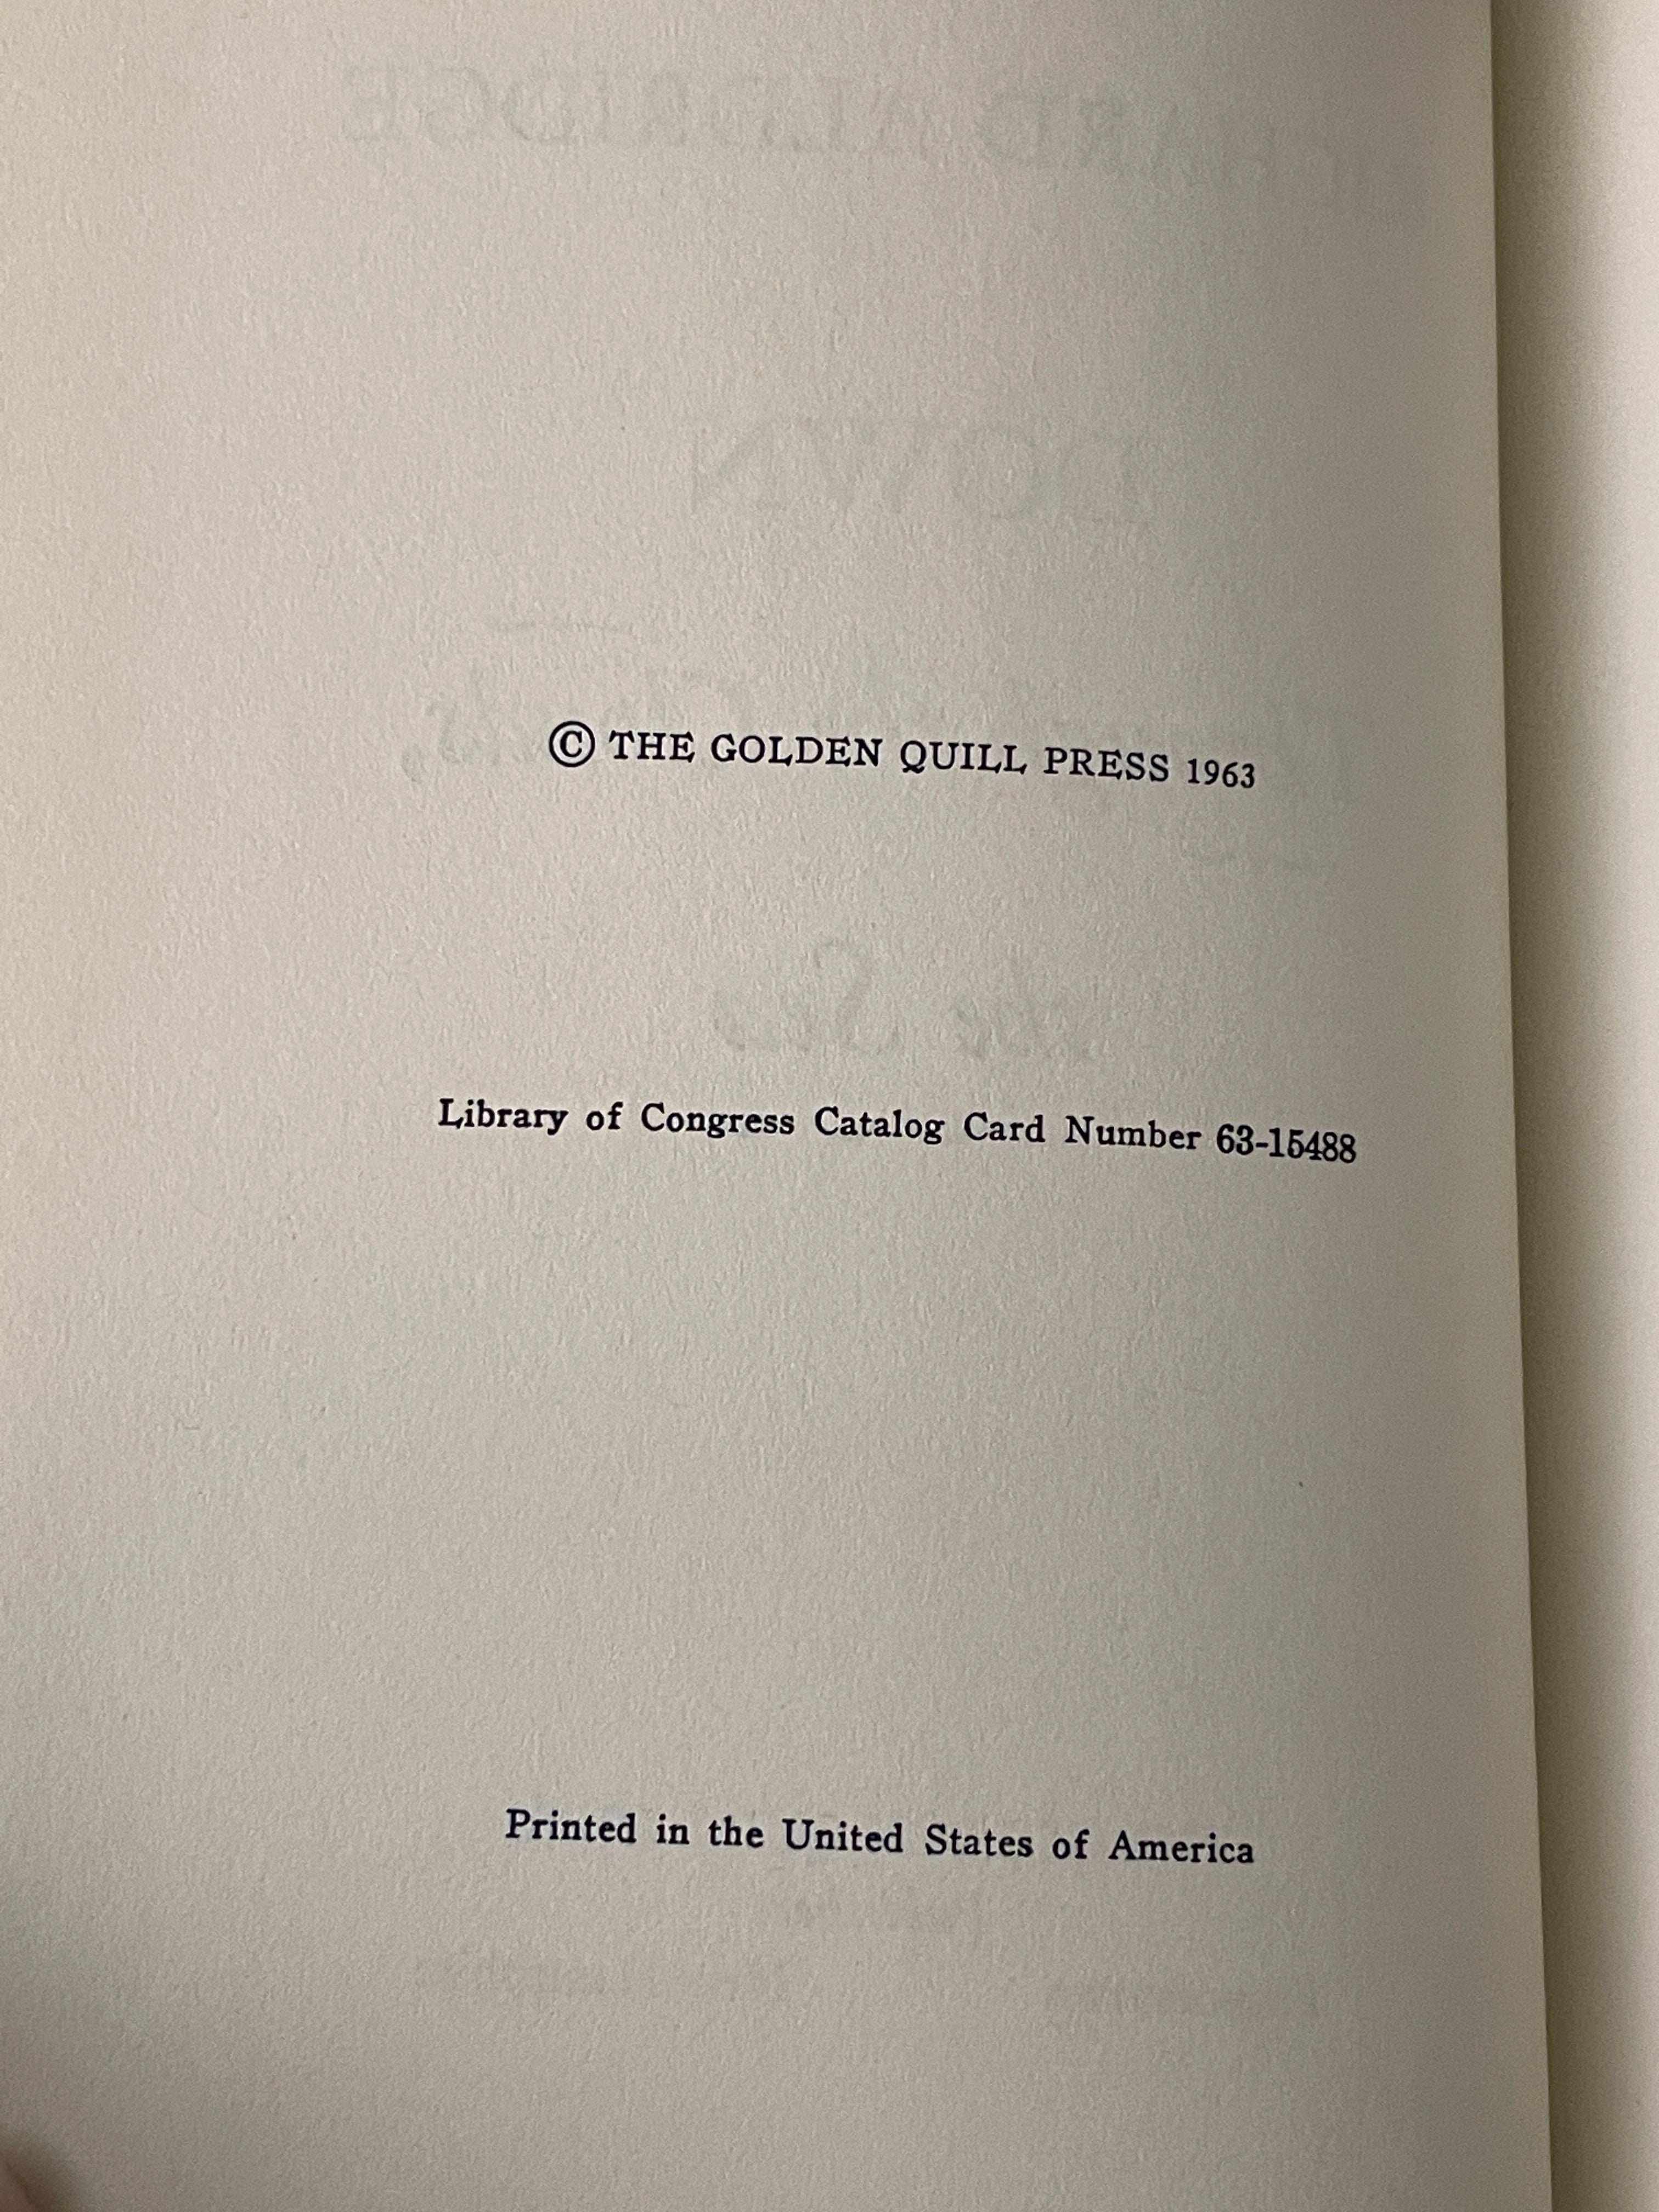 © THE GOLDEN QUILL PRESS 1963
Library of Congress Catalog Card Number 63-15488
Printed in the United States of America